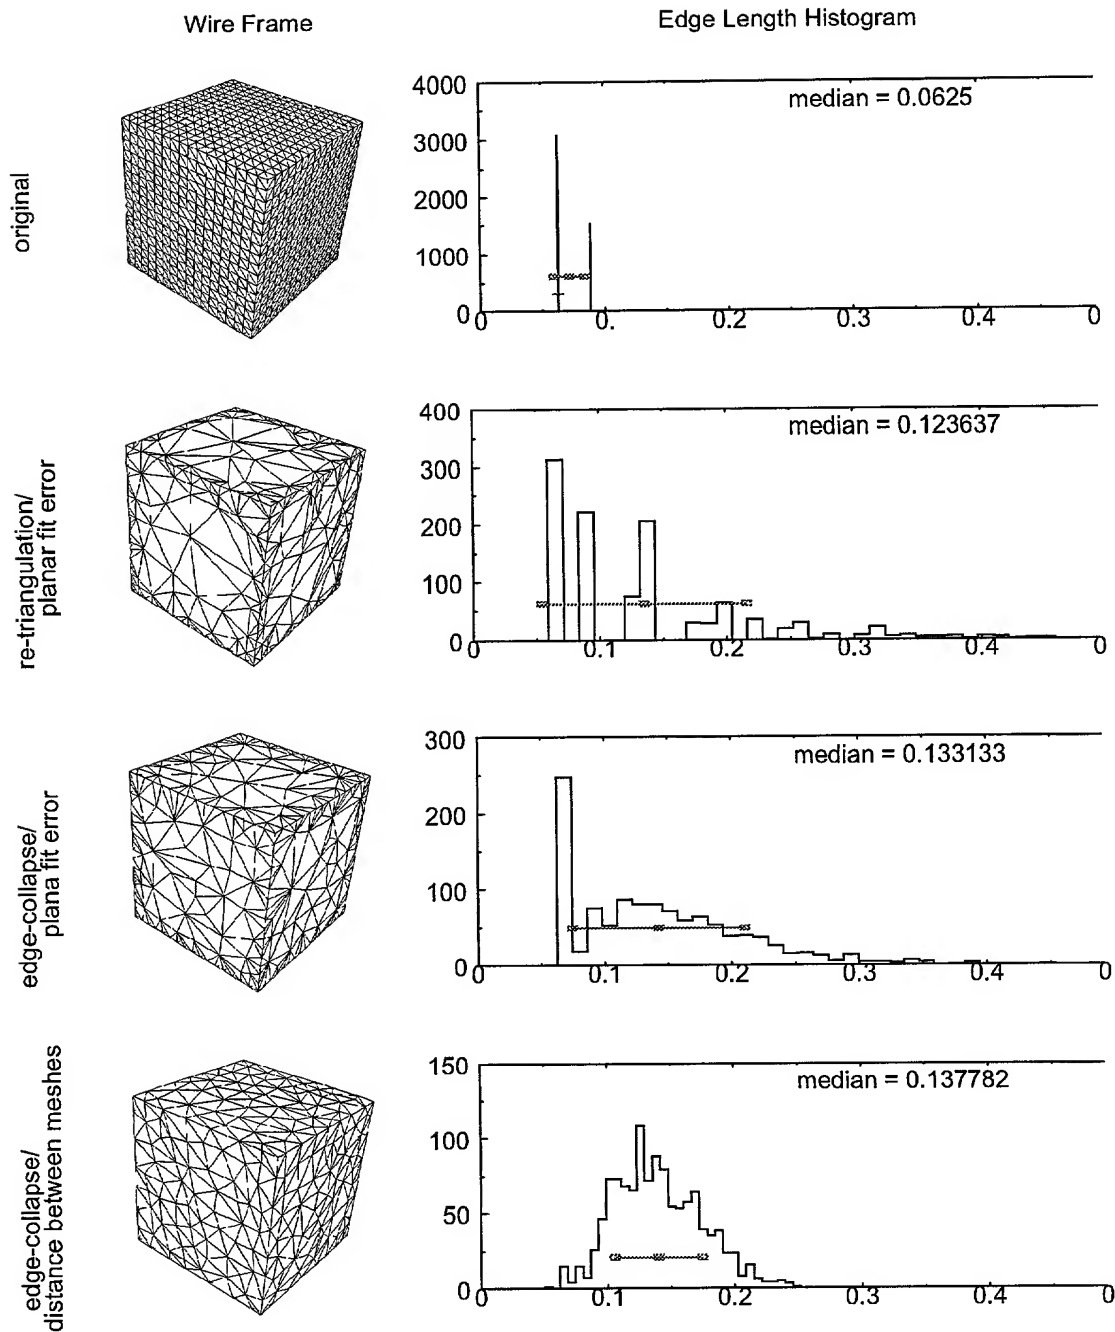 Wire Frame
Edge Length Histogram
original
4000
3000
2000
1000
0
median = 0.0625
0 0. 0.2 0.3 0.4 0
re-triangulation/
planar fit error
400
300
200
100
0
median = 0.123637
0 0.1 0.2 0.3 0.4 0
edge-collapse/
plana fit error
300
200
100
0
median = 0.133133
0 0.1 0.2 0.3 0.4 0
edge-collapse/
distance between meshes
150
100
50
0
median = 0.137782
0 0.1 0.2 0.3 0.4 0